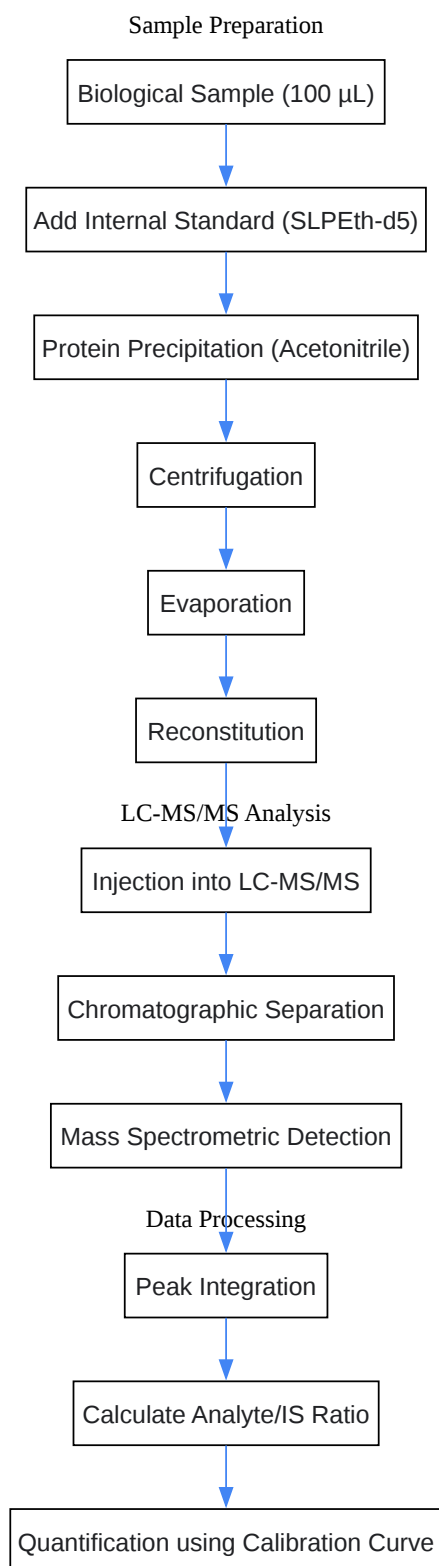 Sample Preparation
Biological Sample (100 µL)
Add Internal Standard (SLPEth-d5)
Protein Precipitation (Acetonitrile)
Centrifugation
Evaporation
Reconstitution
LC-MS/MS Analysis
Injection into LC-MS/MS
Chromatographic Separation
Mass Spectrometric Detection
Data Processing
Peak Integration
Calculate Analyte/IS Ratio
Quantification using Calibration Curve